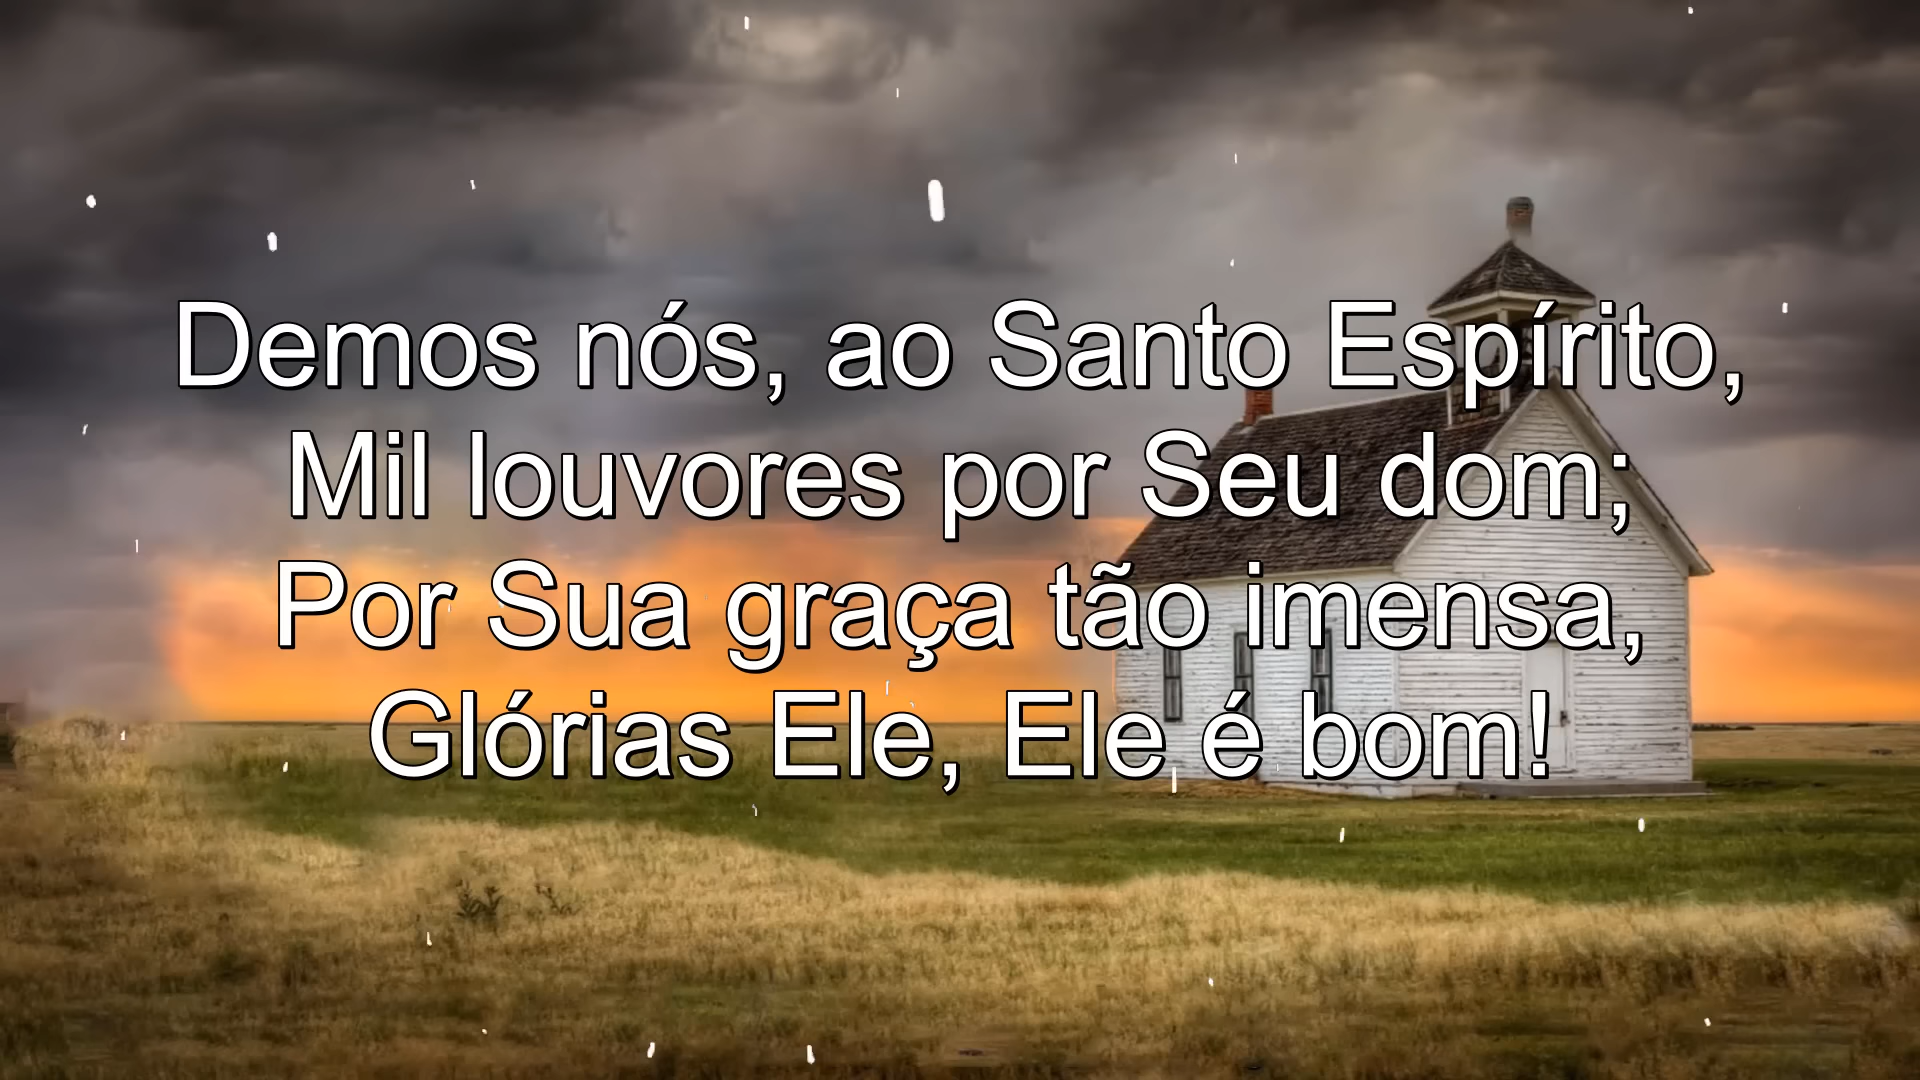 Demos nós, ao Santo Espírito,
Mil louvores por Seu dom;
Por Sua graça tão imensa,
Glórias Ele, Ele é bom!